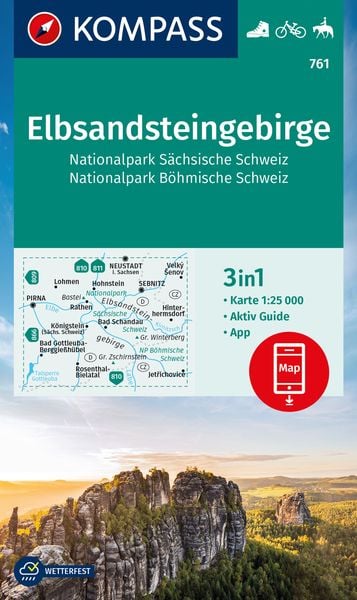 KOMPASS
761
Elbsandsteingebirge
Nationalpark Sächsische Schweiz
Nationalpark Böhmische Schweiz
810
811
NEUSTADT
i. Sachsen
Velký
Šenov
809
Lohmen
Hohnstein
SEBNITZ
Nationalpark
Bastei
PIRNA
Rathen
Elbsandstein
D
CZ
Hinter-
hermsdorf
Sächsische
Königstein
(Sächs. Schweiz)
Bad Schandau
Schweiz
Gr. Winterberg
866
Bad Gottleuba-
Berggießhübel
gebirge
NP Böhmische
Schweiz
D
Gr. Zschirnstein
CZ
Talsperre
Gottleuba
Rosenthal-
Bielatal
810
Jetřichovice
3in1
• Karte 1:25 000
• Aktiv Guide
• App
Map
WETTERFEST